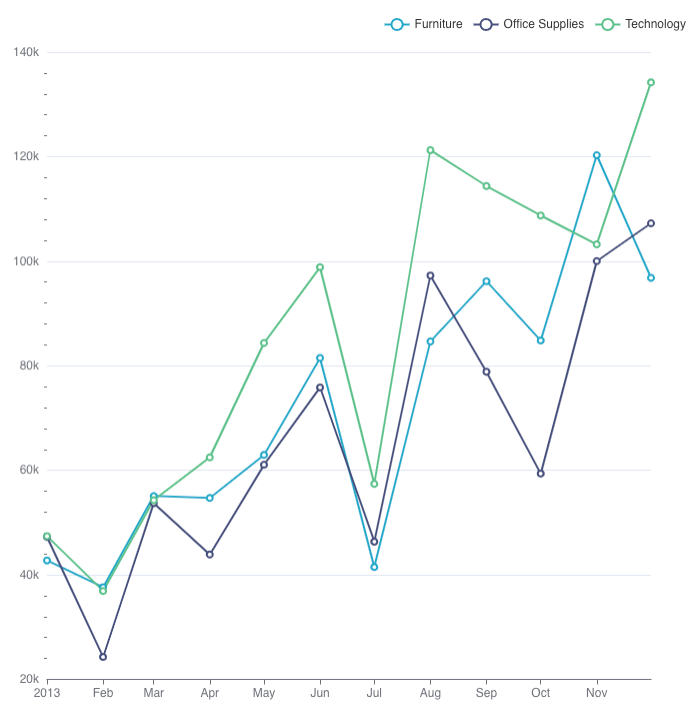 Furniture Office Supplies Technology
140k
120k
100k
80k
60k
40k
20k
2013 Feb Mar Apr May Jun Jul Aug Sep Oct Nov